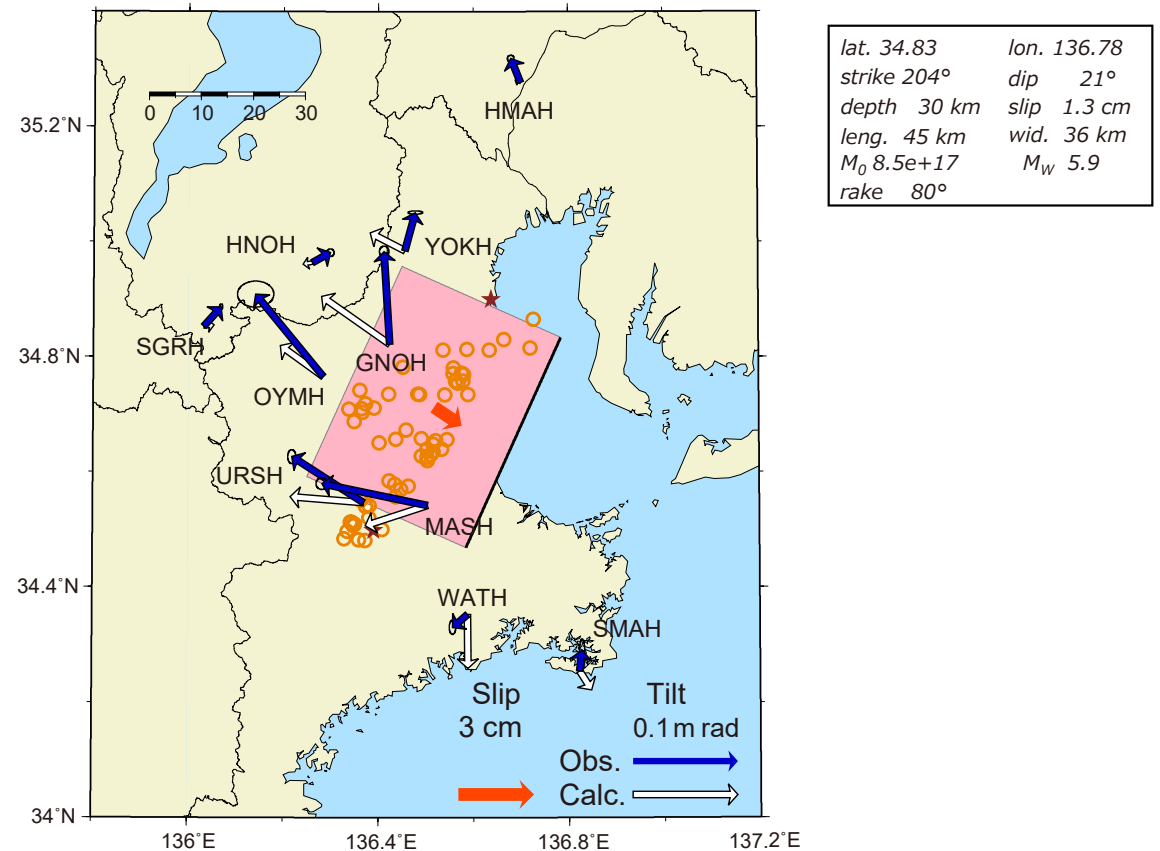 lat. 34.83 lon. 136.78
strike 204° dip 21°
depth 30 km slip 1.3 cm
leng. 45 km wid. 36 km
M0 8.5e+17 MW 5.9
rake 80°
0 5 10 15 20 25 30
HMAH
35.2˚N
HNOH
YOKH
SGRH
34.8˚N
GNOH
OYMH
URSH
MASH
34.4˚N
WATH
SMAH
Slip Tilt
3 cm 0.1 m rad
Obs.
Calc.
34˚N
136˚E 136.4˚E 136.8˚E 137.2˚E